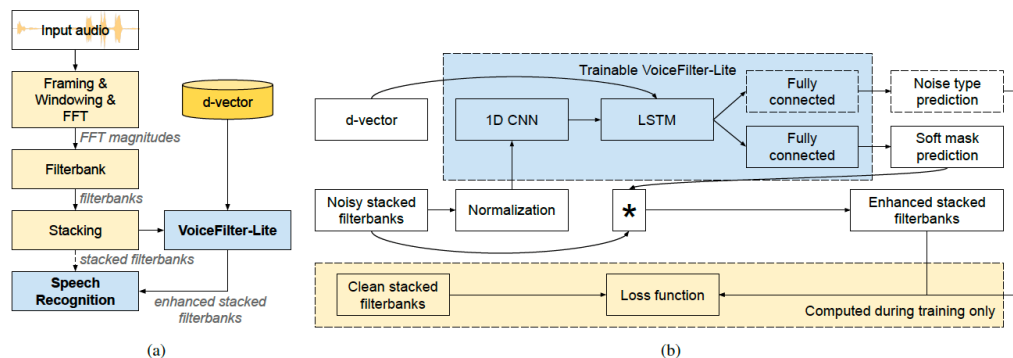 Input audio
Framing &
Windowing &
FFT
FFT magnitudes
Filterbank
filterbanks
Stacking
stacked filterbanks
Speech
Recognition
d-vector
VoiceFilter-Lite
enhanced stacked
filterbanks
(a)
Trainable VoiceFilter-Lite
d-vector
1D CNN
LSTM
Fully
connected
Noise type
prediction
Fully
connected
Soft mask
prediction
Noisy stacked
filterbanks
Normalization
*
Enhanced stacked
filterbanks
Clean stacked
filterbanks
Loss function
Computed during training only
(b)